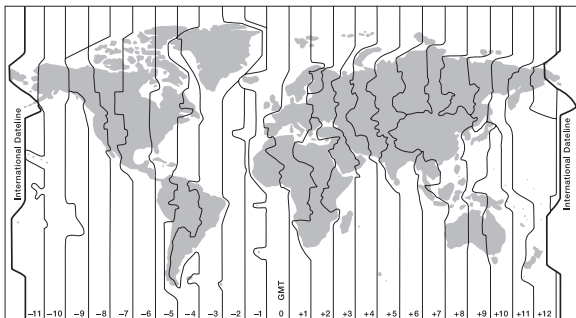 International Dateline
International Dateline
GMT
−11 −10 −9 −8 −7 −6 −5 −4 −3 −2 −1 0 +1 +2 +3 +4 +5 +6 +7 +8 +9 +10 +11 +12